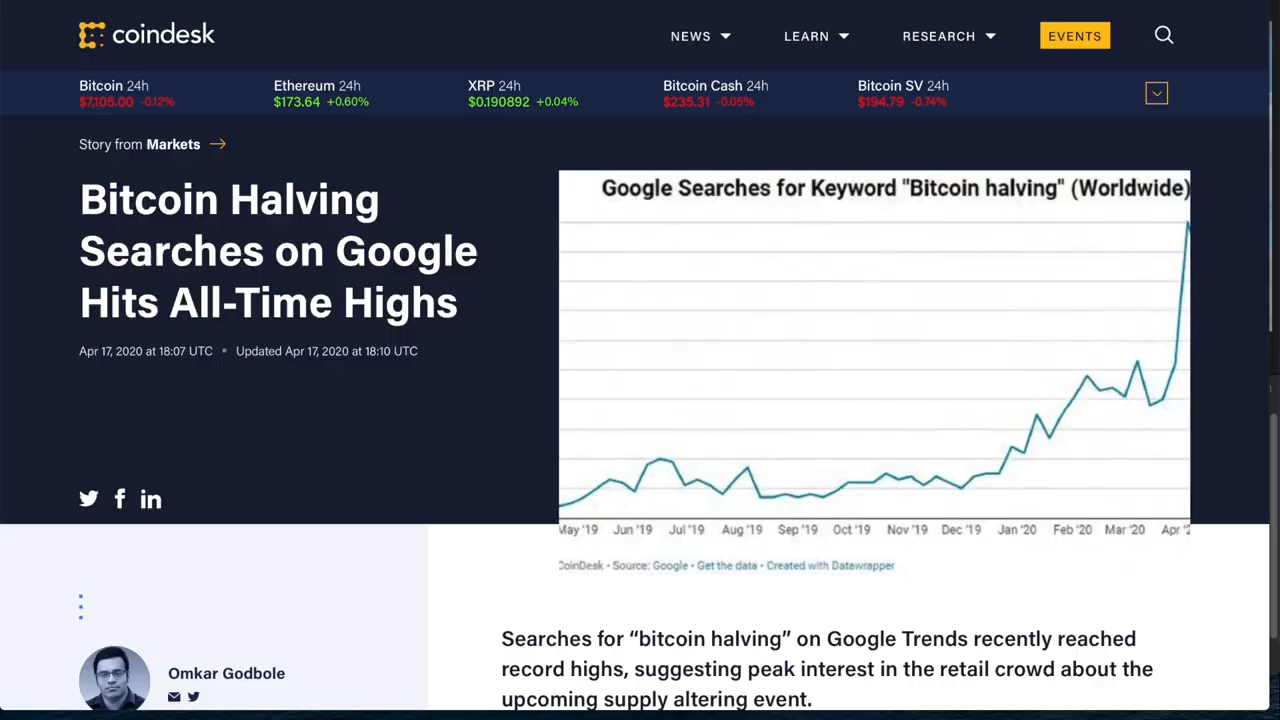 coindesk
NEWS
LEARN
RESEARCH
EVENTS
Bitcoin 24h
$7,105.00 -0.12%
Ethereum 24h
$173.64 +0.60%
XRP 24h
$0.190892 +0.04%
Bitcoin Cash 24h
$235.31 -0.05%
Bitcoin SV 24h
$194.79 -0.74%
Story from Markets
Bitcoin Halving
Searches on Google
Hits All-Time Highs
Apr 17, 2020 at 18:07 UTC • Updated Apr 17, 2020 at 18:10 UTC
Google Searches for Keyword "Bitcoin halving" (Worldwide)
May '19 Jun '19 Jul '19 Aug '19 Sep '19 Oct '19 Nov '19 Dec '19 Jan '20 Feb '20 Mar '20 Apr '2
CoinDesk • Source: Google • Get the data • Created with Datawrapper
Searches for “bitcoin halving” on Google Trends recently reached
record highs, suggesting peak interest in the retail crowd about the
upcoming supply altering event.
Omkar Godbole